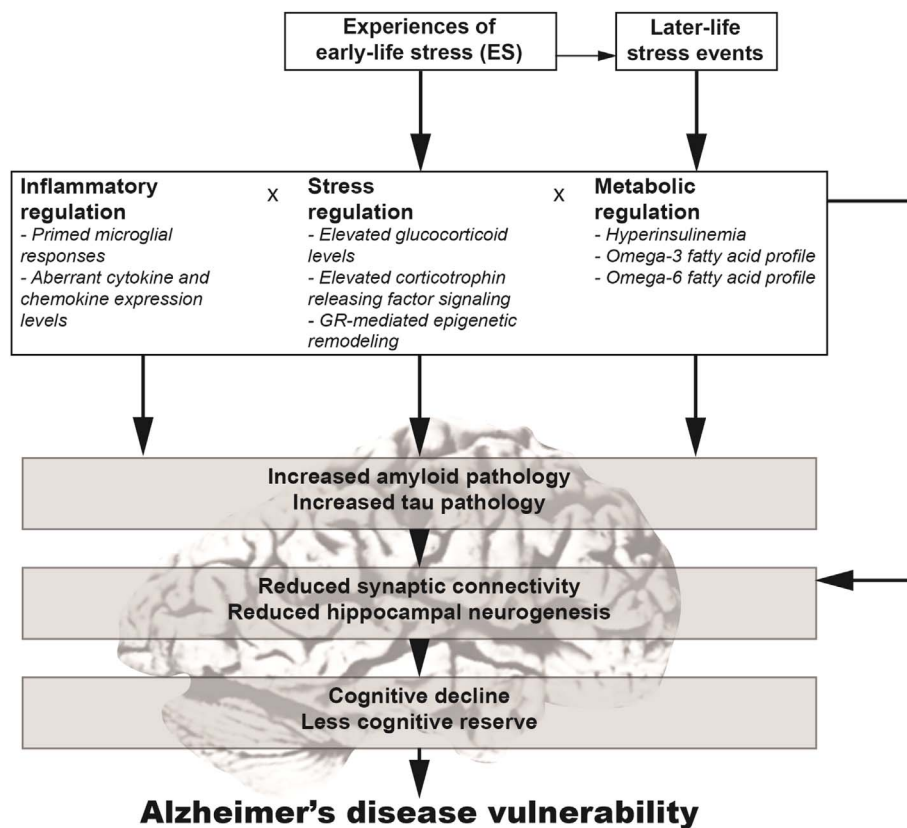 Experiences of
early-life stress (ES)
Later-life
stress events
Inflammatory
regulation
- Primed microglial
responses
- Aberrant cytokine and
chemokine expression
levels
x
Stress
regulation
- Elevated glucocorticoid
levels
- Elevated corticotrophin
releasing factor signaling
- GR-mediated epigenetic
remodeling
x
Metabolic
regulation
- Hyperinsulinemia
- Omega-3 fatty acid profile
- Omega-6 fatty acid profile
Increased amyloid pathology
Increased tau pathology
Reduced synaptic connectivity
Reduced hippocampal neurogenesis
Cognitive decline
Less cognitive reserve
Alzheimer's disease vulnerability